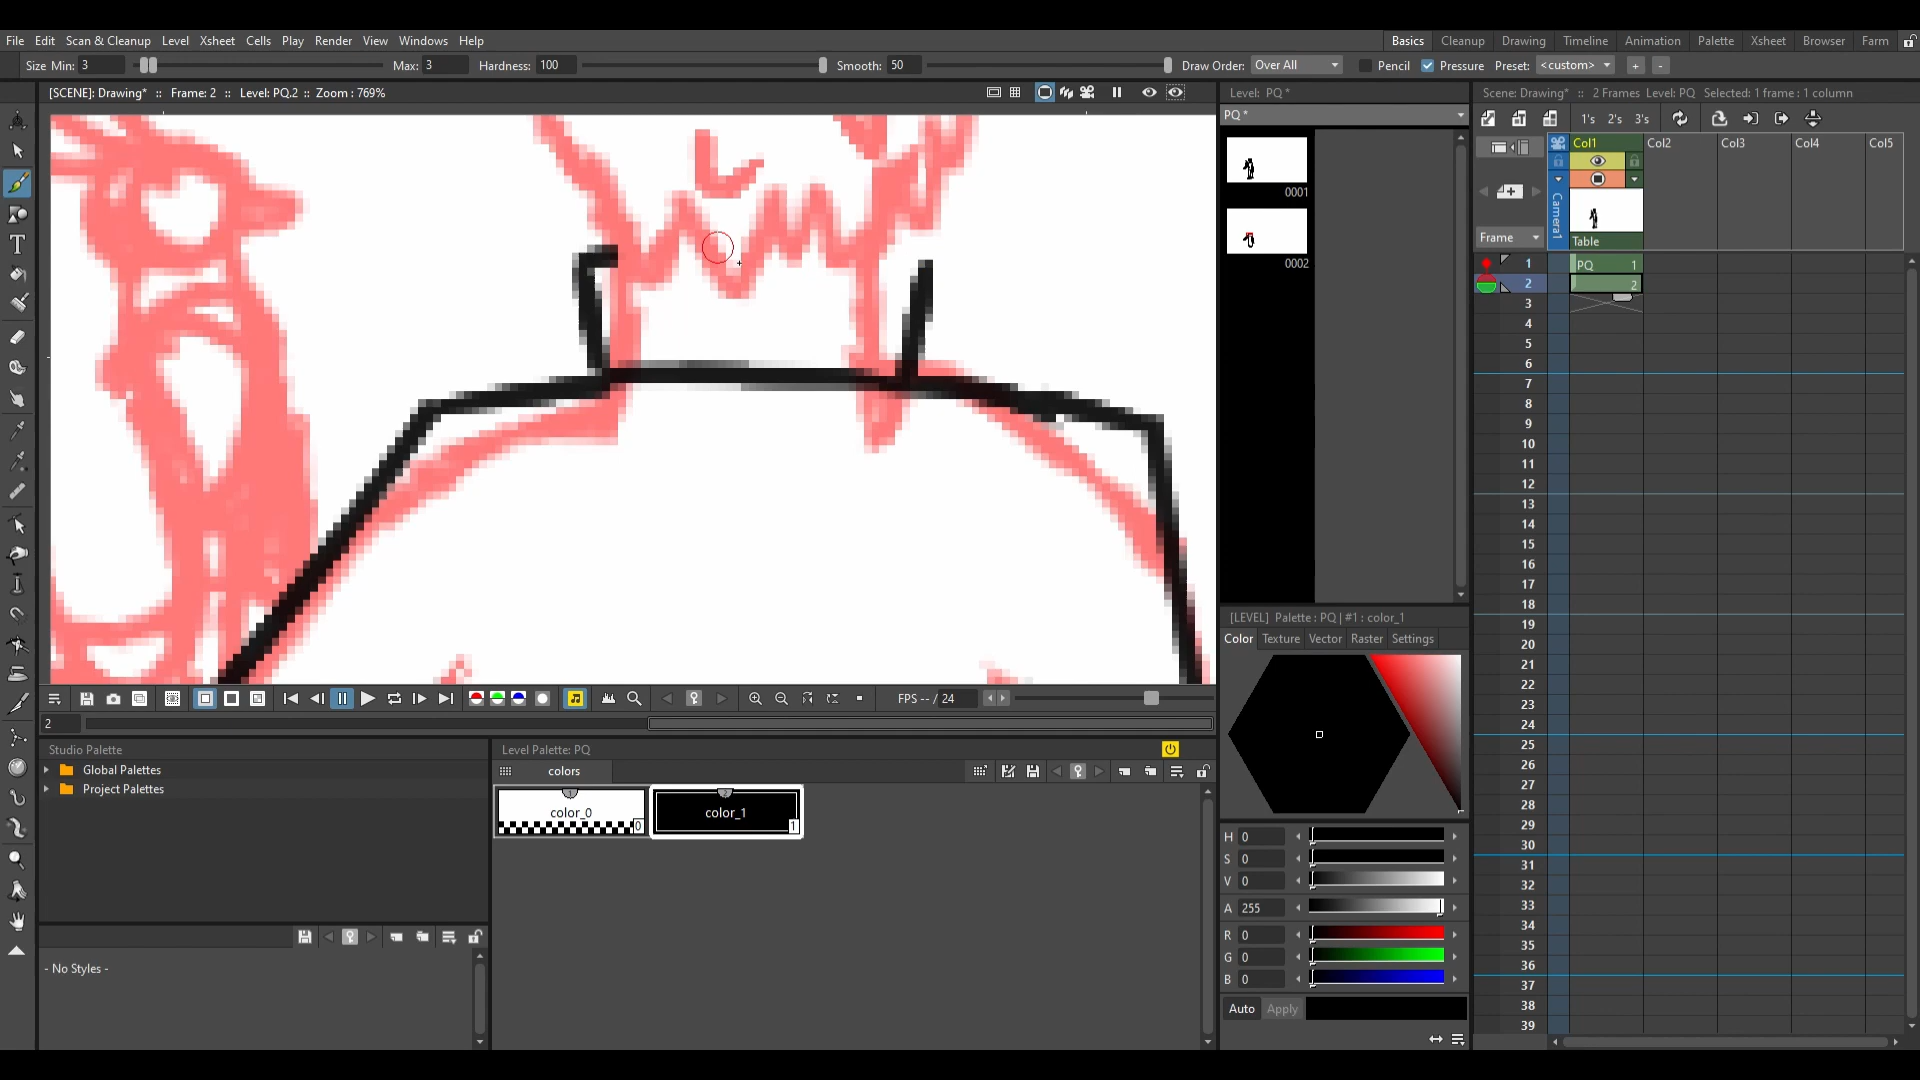 File Edit Scan & Cleanup Level Xsheet Cells Play Render View Windows Help
Basics Cleanup Drawing Timeline Animation Palette Xsheet Browser Farm
Size Min: 3 Max: 3 Hardness: 100 Smooth: 50 Draw Order: Over All Pencil Pressure Preset: <custom> + -
[SCENE]: Drawing* :: Frame: 2 :: Level: PQ.2 :: Zoom : 769%
Level: PQ *
Scene: Drawing* :: 2 Frames Level: PQ Selected: 1 frame : 1 column
PQ *
1's 2's 3's
0001
0002
Col1 Col2 Col3 Col4 Col5
Camera1
Frame
Table
1 PQ 1
2 2
3
4
5
6
7
8
9
10
11
12
13
14
15
16
17
18
19
20
21
22
23
24
25
26
27
28
29
30
31
32
33
34
35
36
37
38
39
[LEVEL] Palette : PQ | #1 : color_1
Color Texture Vector Raster Settings
H 0
S 0
V 0
A 255
R 0
G 0
B 0
Auto Apply
FPS -- / 24
2
Studio Palette
Global Palettes
Project Palettes
- No Styles -
Level Palette: PQ
colors
1 color_0 0
2 color_1 1